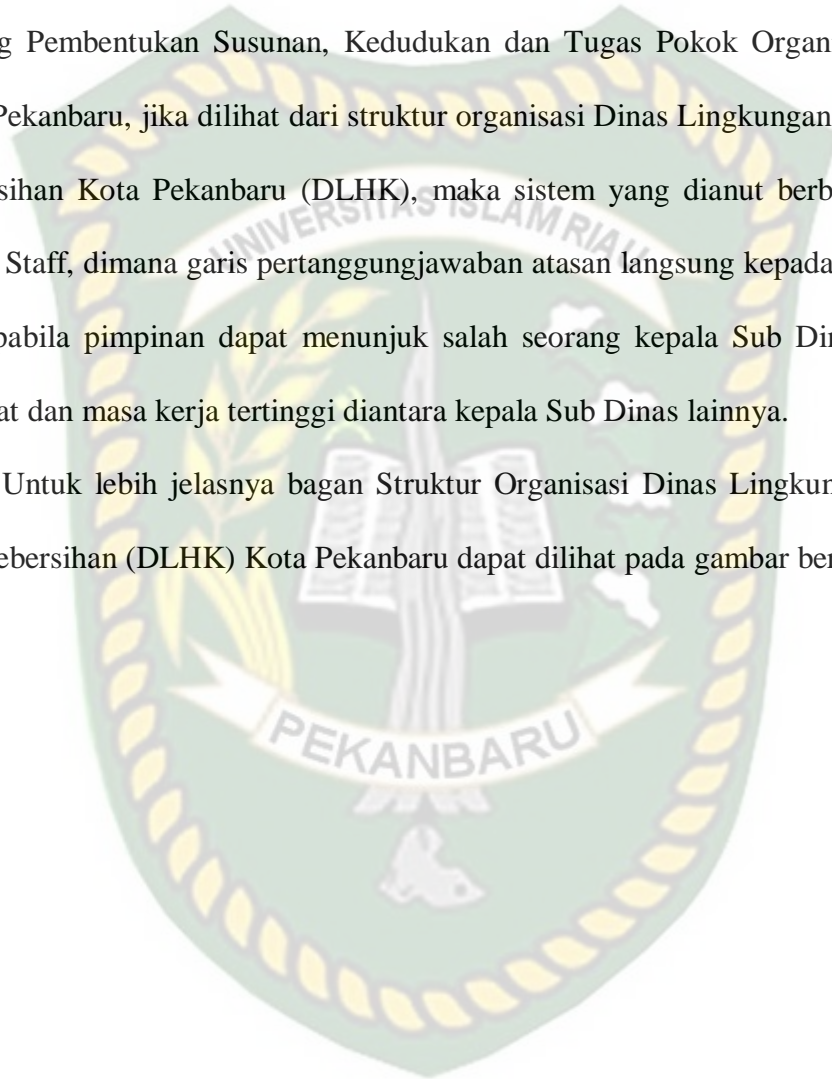 g Pembentukan Susunan, Kedudukan dan Tugas Pokok Organ
Pekanbaru, jika dilihat dari struktur organisasi Dinas Lingkungan
sihan Kota Pekanbaru (DLHK), maka sistem yang dianut berb
UNIVERSITAS ISLAM RIAU
Staff, dimana garis pertanggungjawaban atasan langsung kepada
pabila pimpinan dapat menunjuk salah seorang kepala Sub Din
at dan masa kerja tertinggi diantara kepala Sub Dinas lainnya.
Untuk lebih jelasnya bagan Struktur Organisasi Dinas Lingkun
ebersihan (DLHK) Kota Pekanbaru dapat dilihat pada gambar ber
PEKANBARU